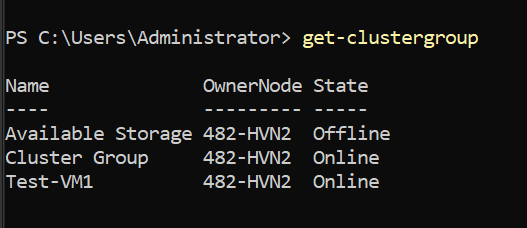 PS C:\Users\Administrator> get-clustergroup
Name OwnerNode State
---- --------- -----
Available Storage 482-HVN2 Offline
Cluster Group 482-HVN2 Online
Test-VM1 482-HVN2 Online